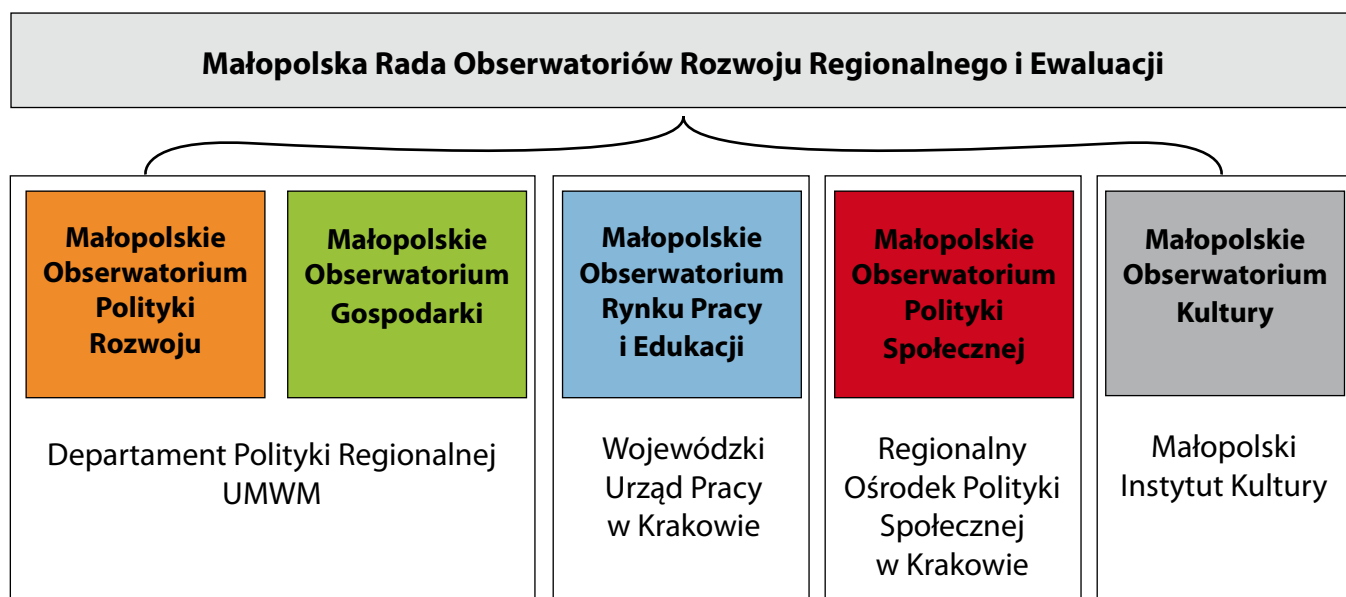 Małopolska Rada Obserwatoriów Rozwoju Regionalnego i Ewaluacji
Małopolskie
Obserwatorium
Polityki
Rozwoju
Małopolskie
Obserwatorium
Gospodarki
Departament Polityki Regionalnej
UMWM
Małopolskie
Obserwatorium
Rynku Pracy
i Edukacji
Wojewódzki
Urząd Pracy
w Krakowie
Małopolskie
Obserwatorium
Polityki
Społecznej
Regionalny
Ośrodek Polityki
Społecznej
w Krakowie
Małopolskie
Obserwatorium
Kultury
Małopolski
Instytut Kultury